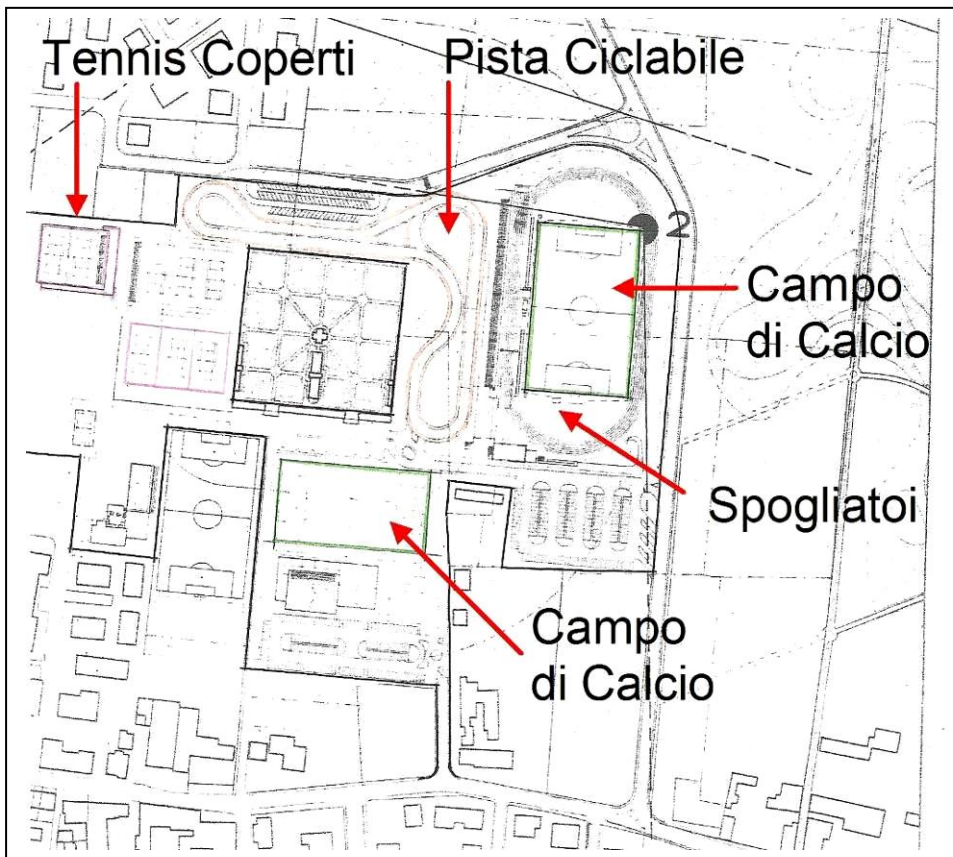 Tennis Coperti
Pista Ciclabile
2
Campo
di Calcio
Spogliatoi
Campo
di Calcio